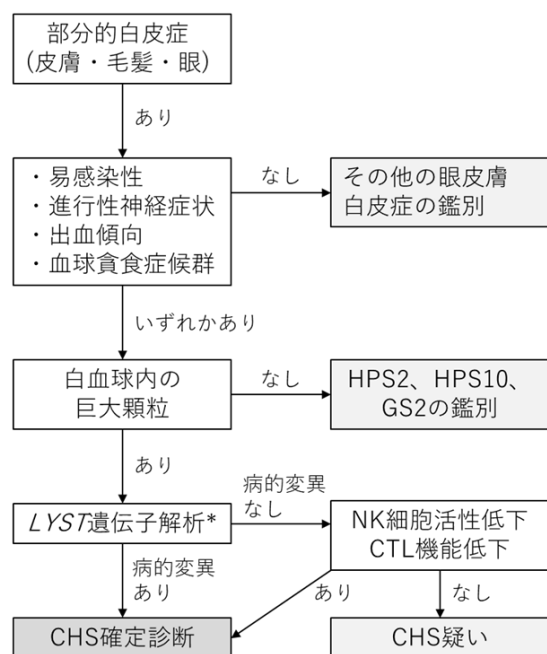 部分的白皮症
(皮膚・毛髪・眼)
あり
・易感染性
・進行性神経症状
・出血傾向
・血球貪食症候群
なし
その他の眼皮膚
白皮症の鑑別
いずれかあり
白血球内の
巨大顆粒
なし
HPS2、HPS10、
GS2の鑑別
あり
LYST遺伝子解析*
病的変異
なし
NK細胞活性低下
CTL機能低下
病的変異
あり
あり
なし
CHS確定診断
CHS疑い